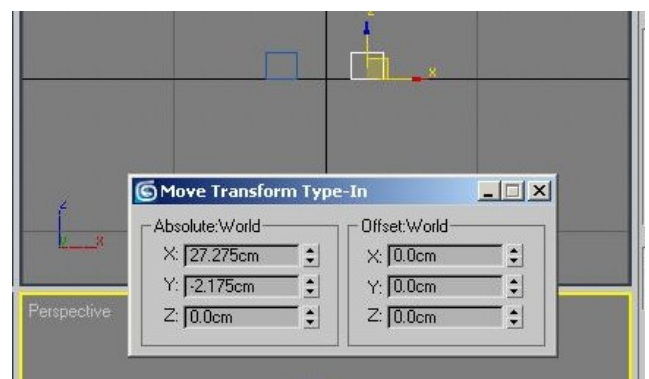 z
x
Move Transform Type-In
Absolute:World
Offset:World
X: 27.275cm
X: 0.0cm
Y: -2.175cm
Y: 0.0cm
Z: 0.0cm
Z: 0.0cm
z
y
x
Perspective